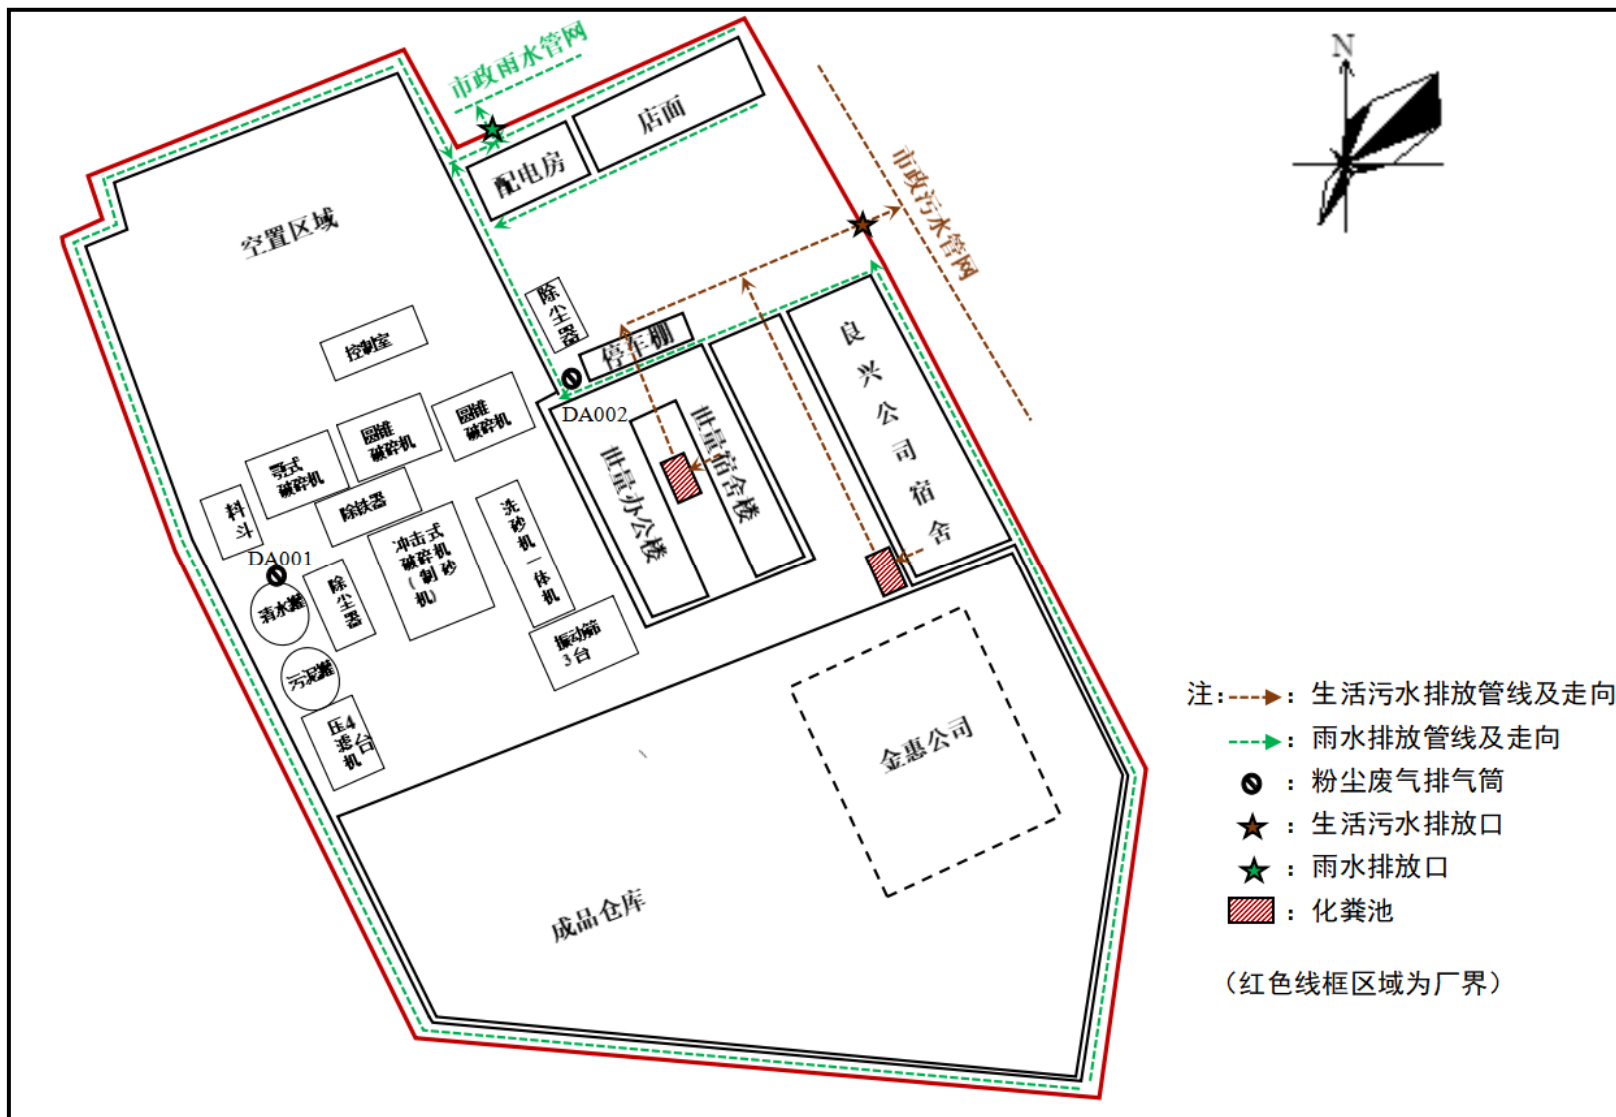 市政雨水管网
N
店面
配电房
市政污水管网
空置区域
除尘器
控制室
停车棚
良兴公司宿舍
DA002
圆锥
破碎机
圆锥
破碎机
鄂式
破碎机
世量宿舍楼
世量办公楼
料斗
除铁器
洗砂机一体机
冲击式
破碎机
(制砂
机)
DA001
除尘器
清水罐
振动筛
3台
污泥罐
压滤机
4台
金惠公司
成品仓库
注:
：生活污水排放管线及走向
：雨水排放管线及走向
：粉尘废气排气筒
：生活污水排放口
：雨水排放口
：化粪池
（红色线框区域为厂界）